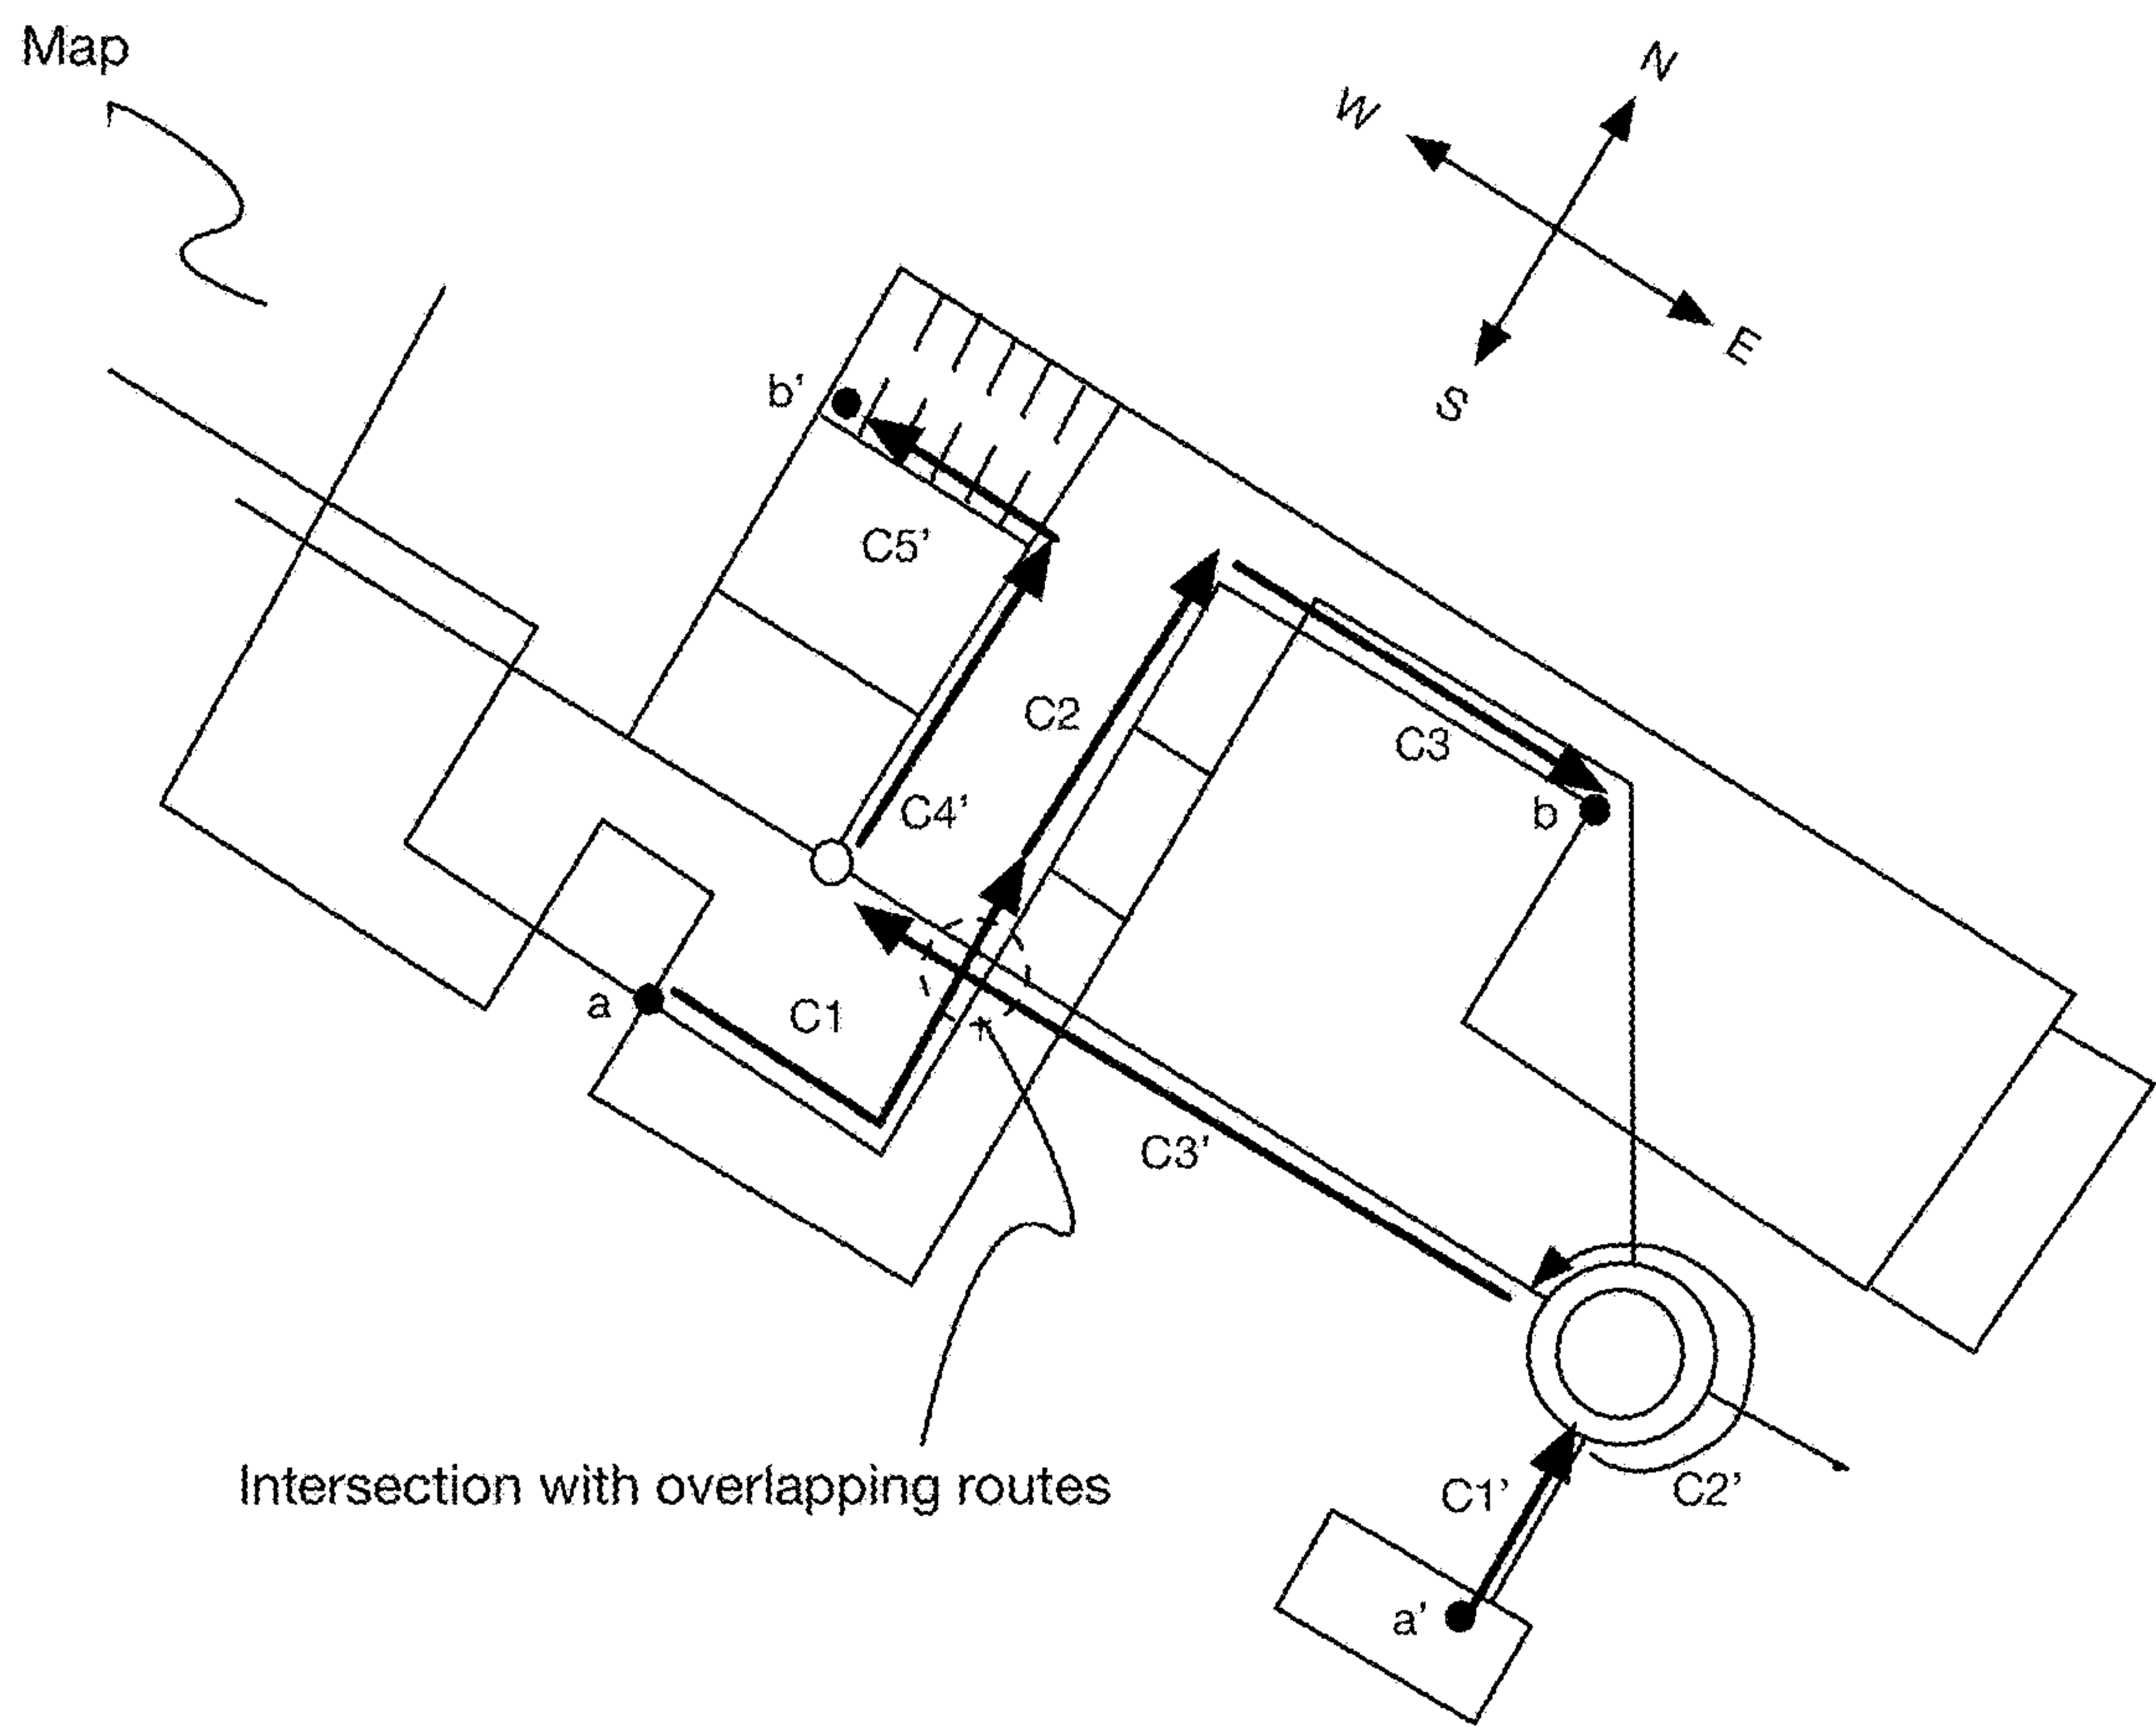 Map
N
W
E
S
b'
C5'
C2
C3
C4'
b
a
C1
C3'
Intersection with overlapping routes
C1'
C2'
a'